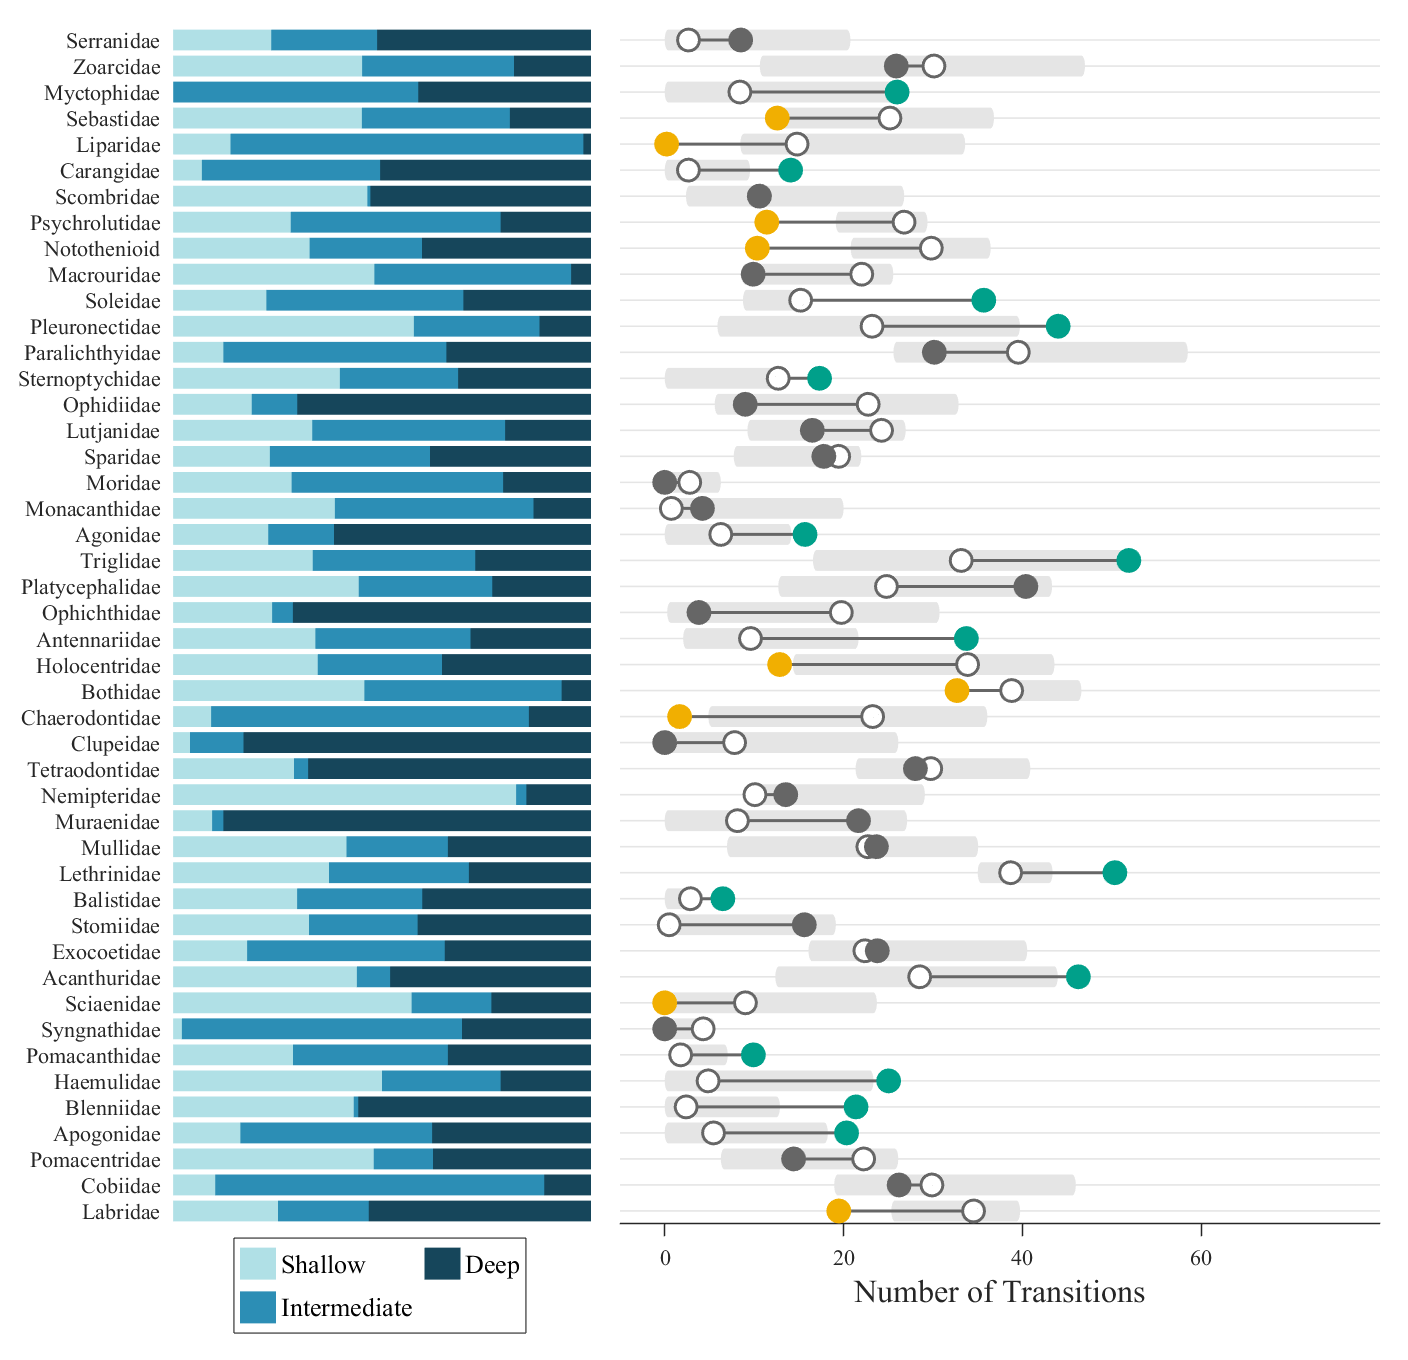 Serranidae
Zoarcidae
Myctophidae
Sebastidae
Liparidae
Carangidae
Scombridae
Psychrolutidae
Notothenioid
Macrouridae
Soleidae
Pleuronectidae
Paralichthyidae
Sternoptychidae
Ophidiidae
Lutjanidae
Sparidae
Moridae
Monacanthidae
Agonidae
Triglidae
Platycephalidae
Ophichthidae
Antennariidae
Holocentridae
Bothidae
Chaerodontidae
Clupeidae
Tetraodontidae
Nemipteridae
Muraenidae
Mullidae
Lethrinidae
Balistidae
Stomiidae
Exocoetidae
Acanthuridae
Sciaenidae
Syngnathidae
Pomacanthidae
Haemulidae
Blenniidae
Apogonidae
Pomacentridae
Cobiidae
Labridae
0 20 40 60
Number of Transitions
Shallow Deep
Intermediate